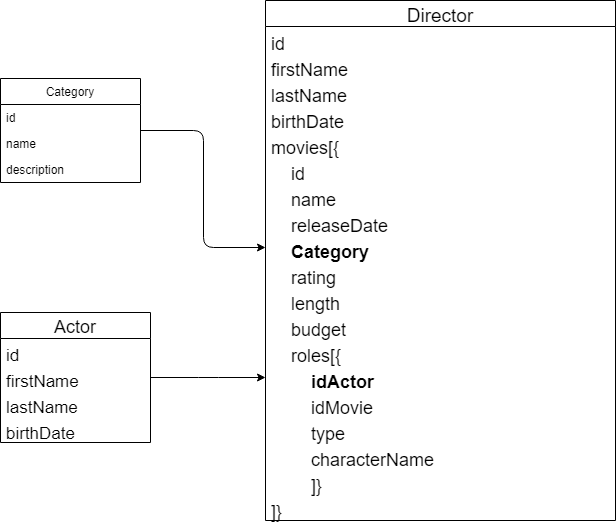 Director
id
firstName
lastName
birthDate
movies[{
id
name
releaseDate
Category
rating
length
budget
roles[{
idActor
idMovie
type
characterName
]}
]}
Category
id
name
description
Actor
id
firstName
lastName
birthDate